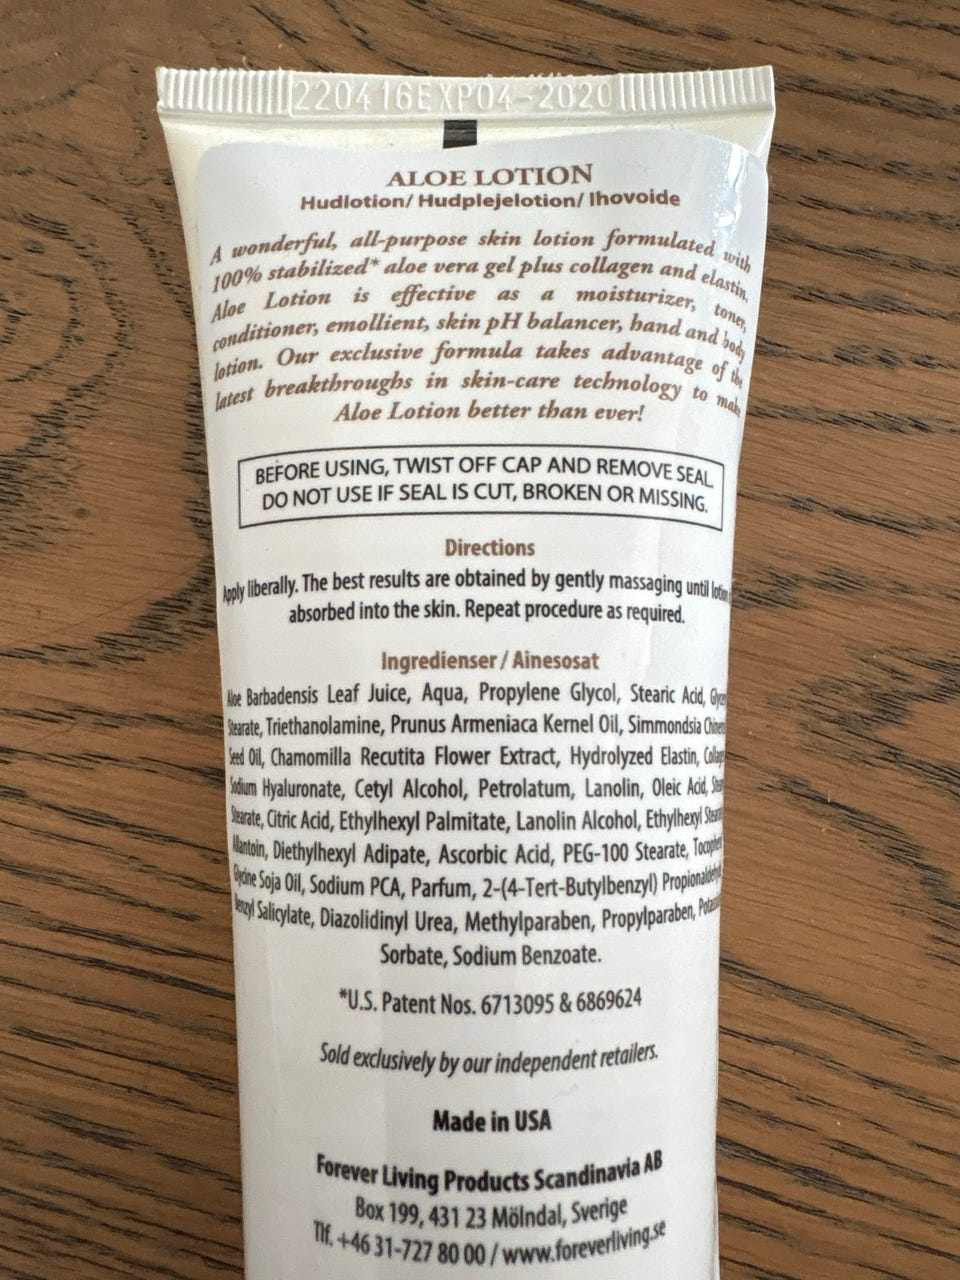 220416EXP04-2020
ALOE LOTION
Hudlotion/ Hudplejelotion/ Ihovoide
A wonderful, all-purpose skin lotion formulated with
100% stabilized* aloe vera gel plus collagen and elastin.
Aloe Lotion is effective as a moisturizer, toner,
conditioner, emollient, skin pH balancer, hand and body
lotion. Our exclusive formula takes advantage of the
latest breakthroughs in skin-care technology to make
Aloe Lotion better than ever!
BEFORE USING, TWIST OFF CAP AND REMOVE SEAL.
DO NOT USE IF SEAL IS CUT, BROKEN OR MISSING.
Directions
Apply liberally. The best results are obtained by gently massaging until lotion
absorbed into the skin. Repeat procedure as required.
Ingredienser / Ainesosat
Aloe Barbadensis Leaf Juice, Aqua, Propylene Glycol, Stearic Acid,
Stearate, Triethanolamine, Prunus Armeniaca Kernel Oil, Simmondsia
Seed Oil, Chamomilla Recutita Flower Extract, Hydrolyzed Elastin,
Sodium Hyaluronate, Cetyl Alcohol, Petrolatum, Lanolin, Oleic Acid,
Stearate, Citric Acid, Ethylhexyl Palmitate, Lanolin Alcohol, Ethylhexyl
Allantoin, Diethylhexyl Adipate, Ascorbic Acid, PEG-100 Stearate,
Glycine Soja Oil, Sodium PCA, Parfum, 2-(4-Tert-Butylbenzyl)
Benzyl Salicylate, Diazolidinyl Urea, Methylparaben, Propylparaben,
Sorbate, Sodium Benzoate.
*U.S. Patent Nos. 6713095 & 6869624
Sold exclusively by our independent retailers.
Made in USA
Forever Living Products Scandinavia AB
Box 199, 431 23 Mölndal, Sverige
Tlf. +46 31-727 80 00 / www.foreverliving.se